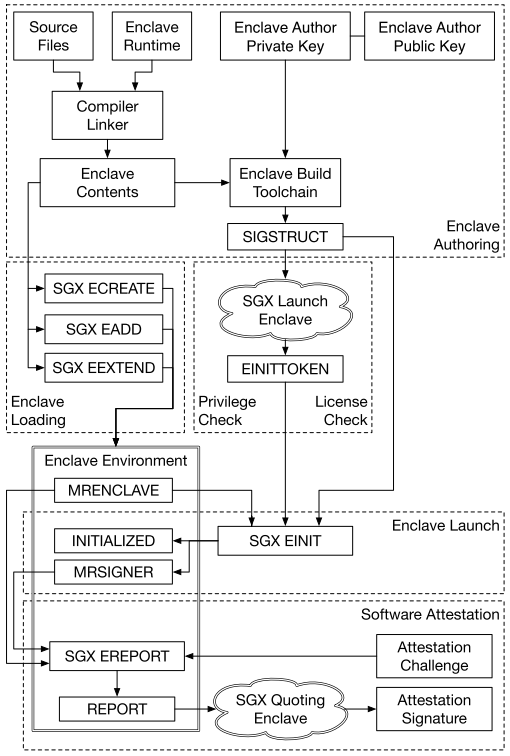 Source
Files
Enclave
Runtime
Enclave Author
Private Key
Enclave Author
Public Key
Compiler
Linker
Enclave
Contents
Enclave Build
Toolchain
SIGSTRUCT
Enclave
Authoring
SGX ECREATE
SGX EADD
SGX EEXTEND
Enclave
Loading
SGX Launch
Enclave
EINITTOKEN
Privilege
Check
License
Check
Enclave Environment
MRENCLAVE
Enclave Launch
INITIALIZED
SGX EINIT
MRSIGNER
Software Attestation
SGX EREPORT
Attestation
Challenge
REPORT
SGX Quoting
Enclave
Attestation
Signature